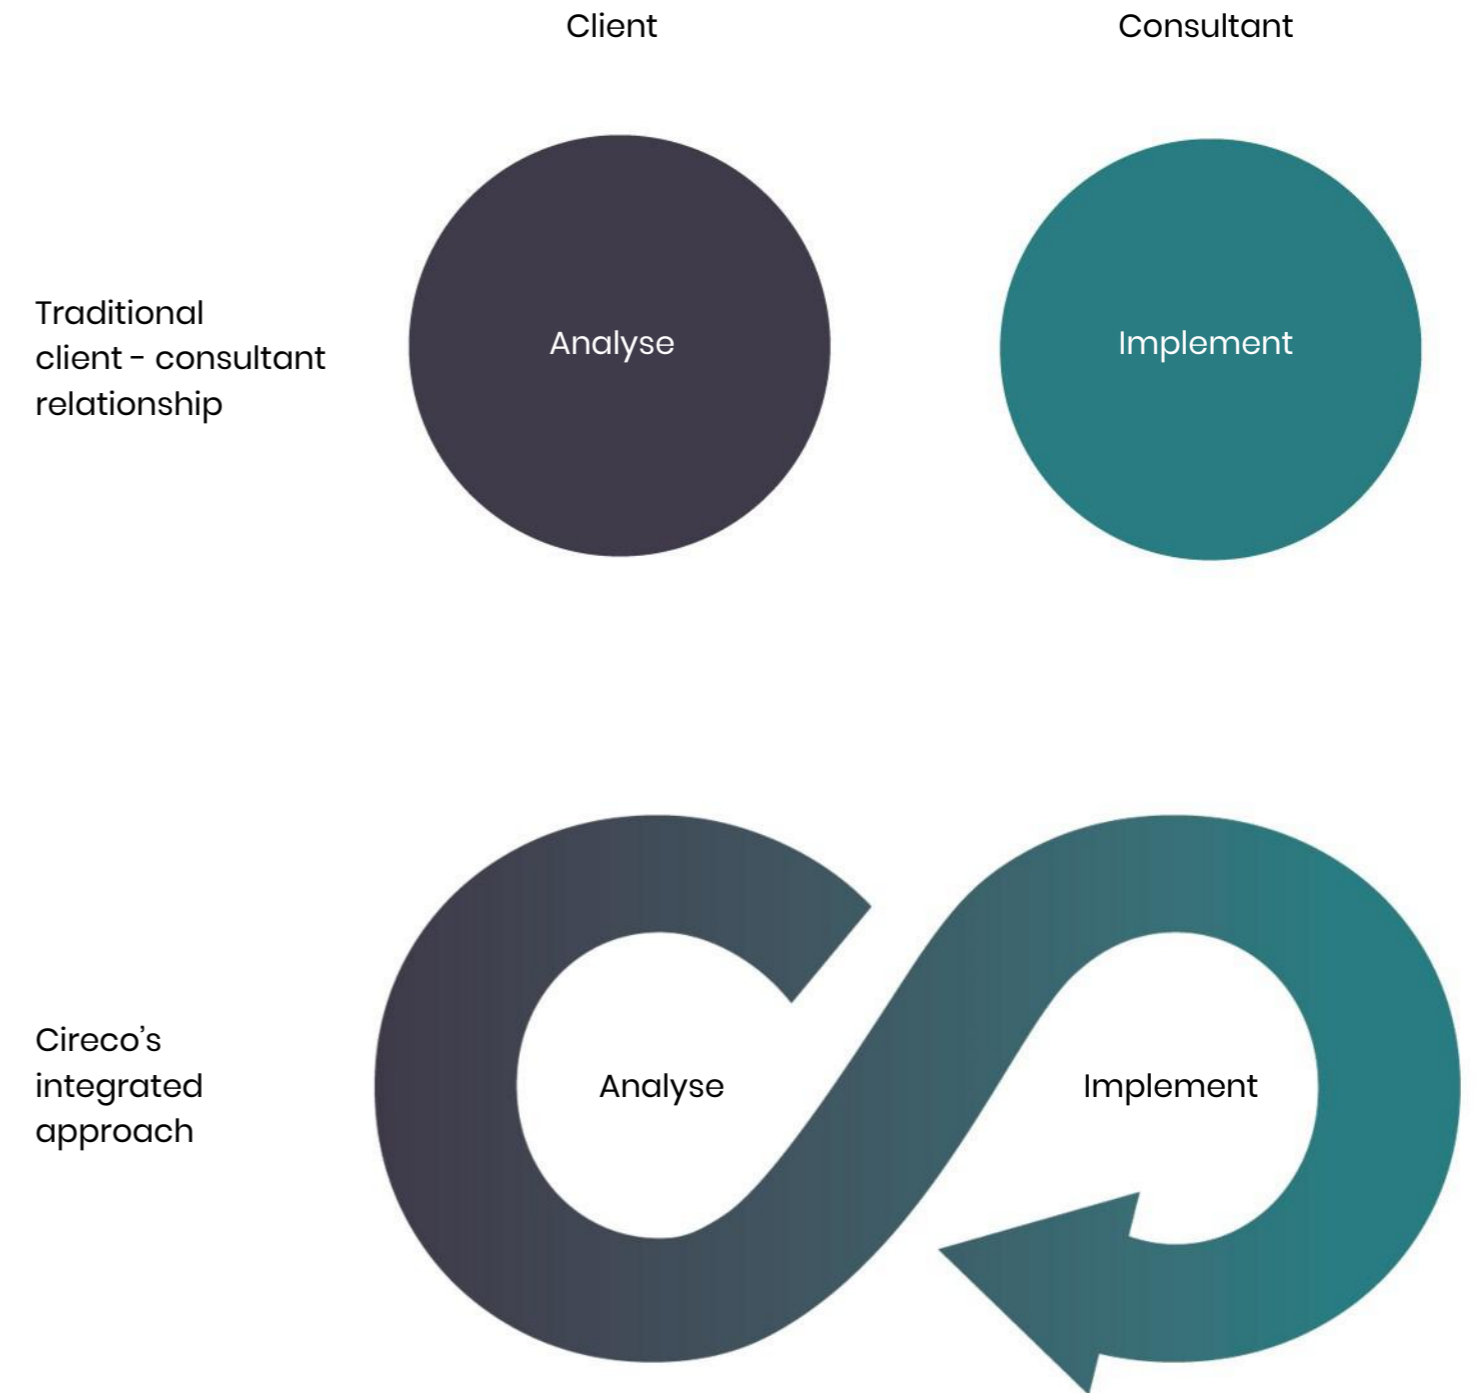 Client
Consultant
Traditional
client - consultant
relationship
Analyse
Implement
Cireco’s
integrated
approach
Analyse
Implement